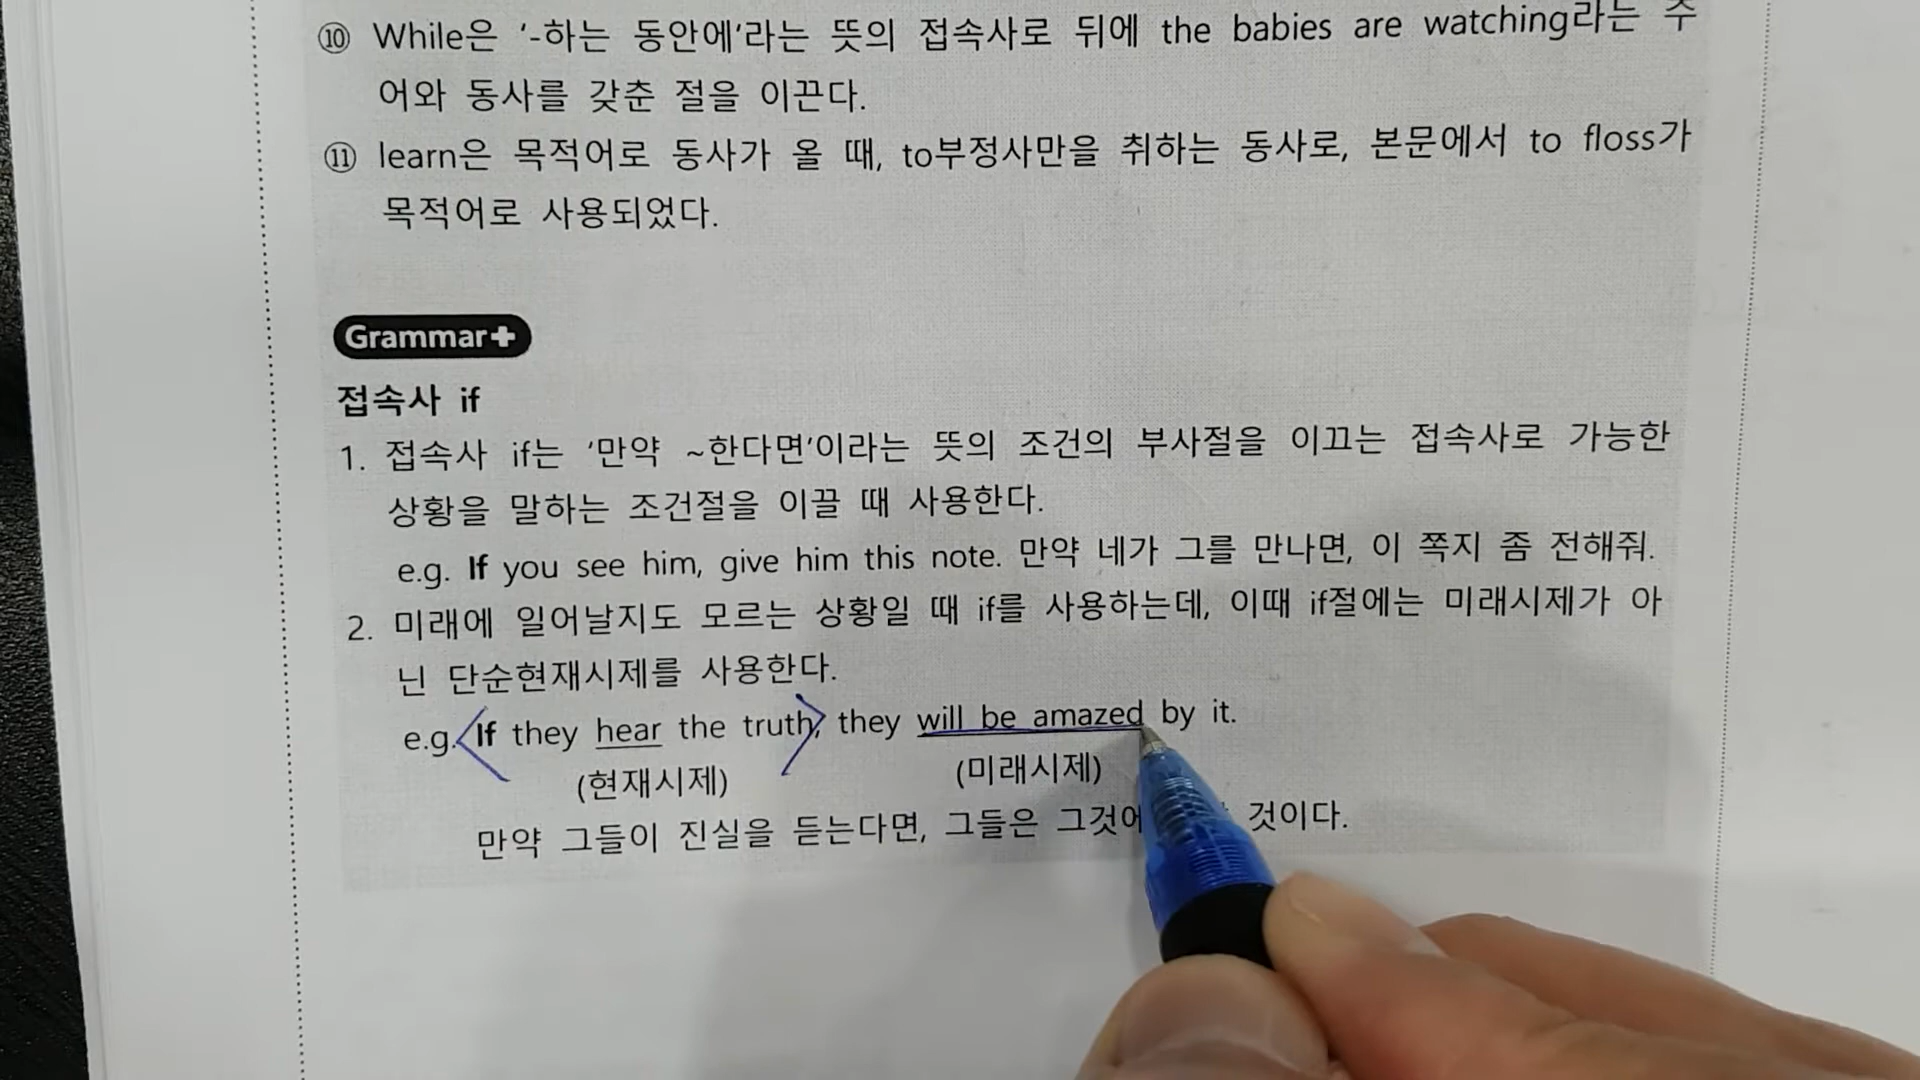 ⑩ While은 '-하는 동안에'라는 뜻의 접속사로 뒤에 the babies are watching라는 주
어와 동사를 갖춘 절을 이끈다.
⑪ learn은 목적어로 동사가 올 때, to부정사만을 취하는 동사로, 본문에서 to floss가
목적어로 사용되었다.
Grammar+
접속사 if
1. 접속사 if는 '만약 ~한다면'이라는 뜻의 조건의 부사절을 이끄는 접속사로 가능한
상황을 말하는 조건절을 이끌 때 사용한다.
e.g. If you see him, give him this note. 만약 네가 그를 만나면, 이 쪽지 좀 전해줘.
2. 미래에 일어날지도 모르는 상황일 때 if를 사용하는데, 이때 if절에는 미래시제가 아
닌 단순현재시제를 사용한다.
e.g. If they hear the truth, they will be amazed by it.
(현재시제) (미래시제)
만약 그들이 진실을 듣는다면, 그들은 그것에 것이다.